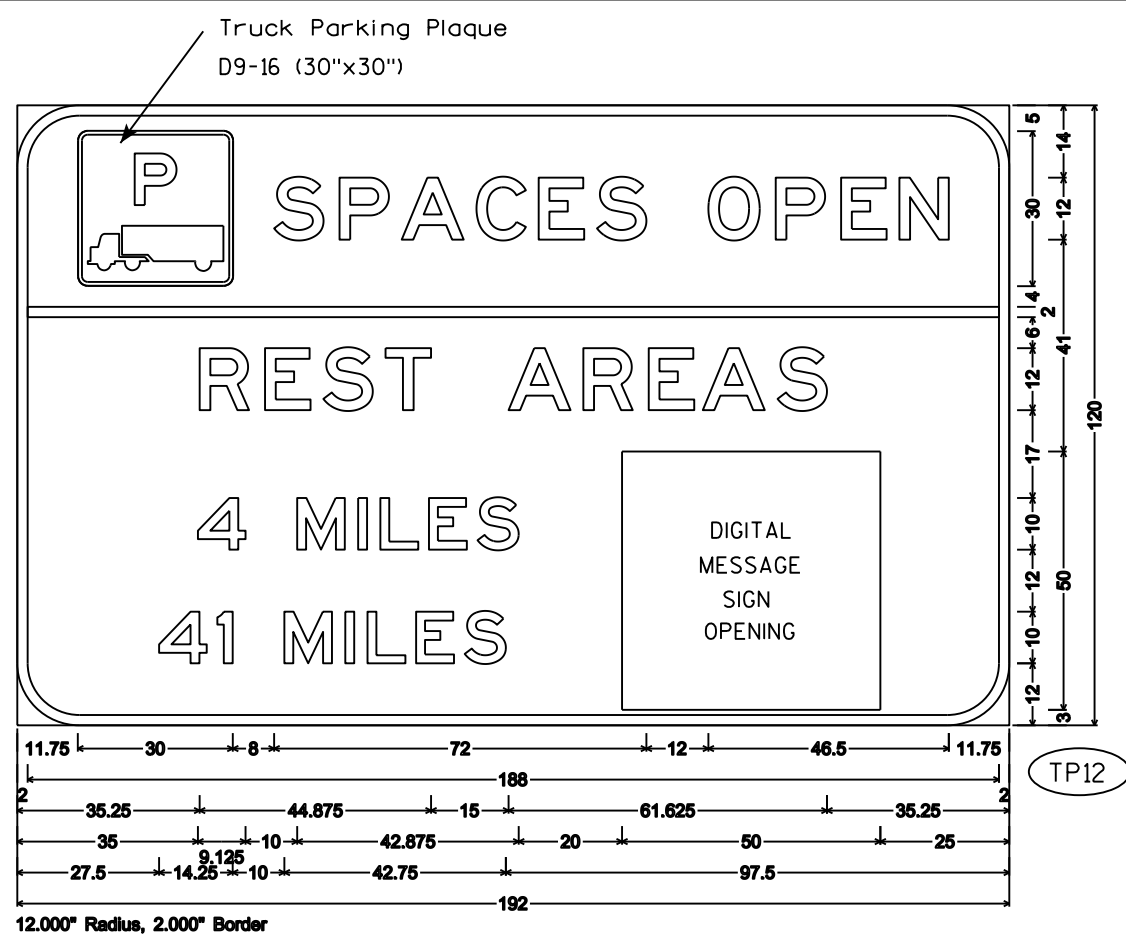 Truck Parking Plaque
D9-16 (30"x30")
P
SPACES OPEN
REST AREAS
4 MILES
41 MILES
DIGITAL
MESSAGE
SIGN
OPENING
5
30
4
2
6
12
17
10
12
10
12
14
12
41
50
3
120
TP12
11.75 30 8 72 12 46.5 11.75
188
2 2
35.25 44.875 15 61.625 35.25
35 9.125 10 42.875 20 50 25
27.5 14.25 10 42.75 97.5
192
12.000" Radius, 2.000" Border